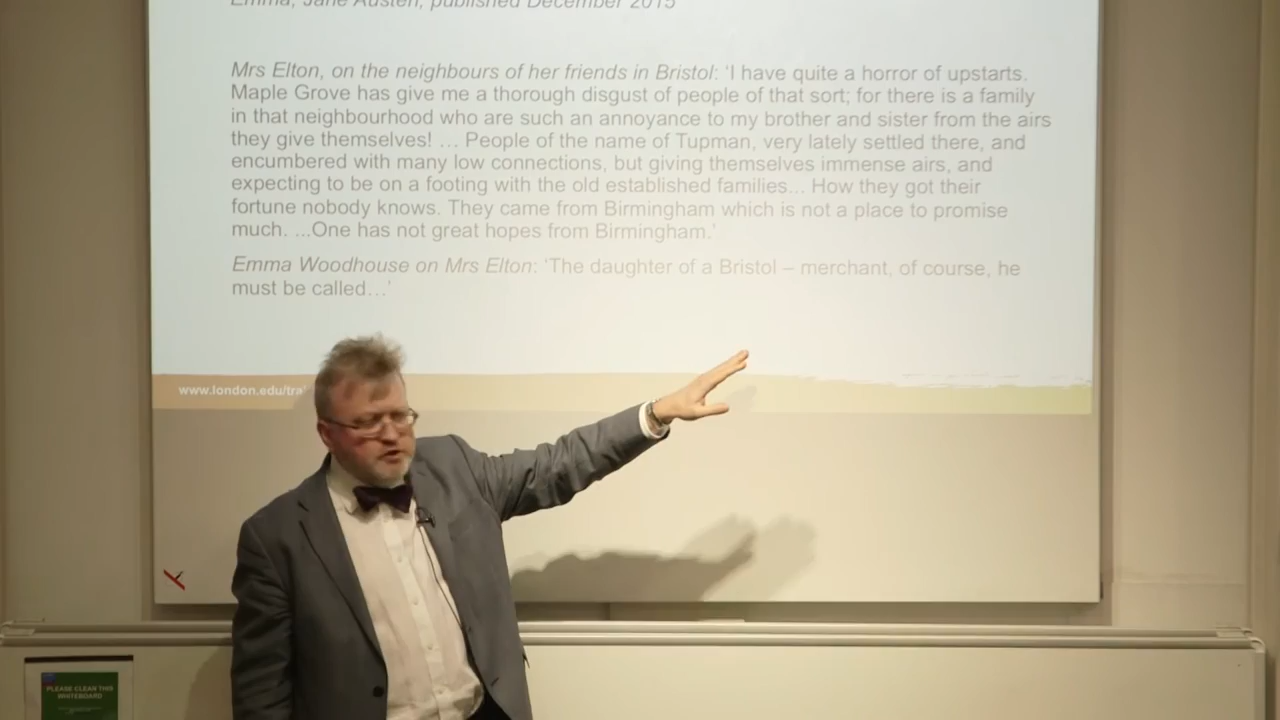 Emma, Jane Austen, published December 2015
Mrs Elton, on the neighbours of her friends in Bristol: 'I have quite a horror of upstarts.
Maple Grove has give me a thorough disgust of people of that sort; for there is a family
in that neighbourhood who are such an annoyance to my brother and sister from the airs
they give themselves! … People of the name of Tupman, very lately settled there, and
encumbered with many low connections, but giving themselves immense airs, and
expecting to be on a footing with the old established families... How they got their
fortune nobody knows. They came from Birmingham which is not a place to promise
much. ...One has not great hopes from Birmingham.'
Emma Woodhouse on Mrs Elton: 'The daughter of a Bristol – merchant, of course, he
must be called…'
www.london.edu/tra
PLEASE CLEAN THIS
WHITEBOARD